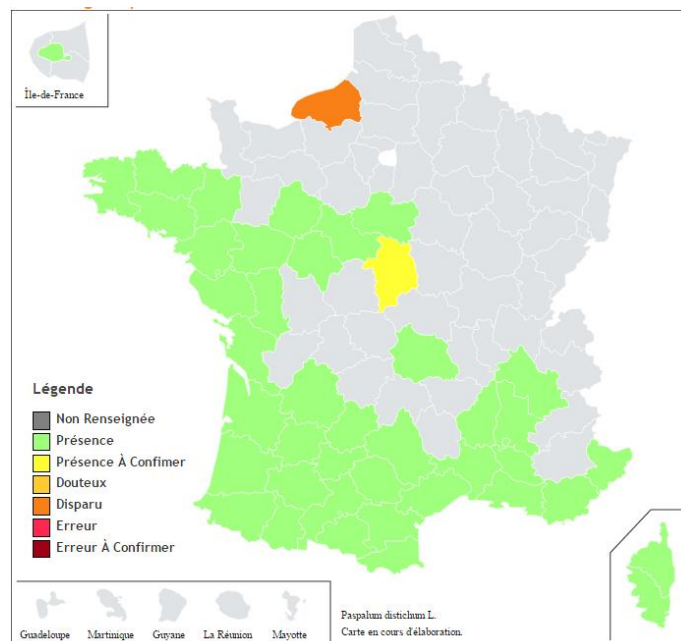 Île-de-France
Légende
Non Renseignée
Présence
Présence À Confimer
Douteux
Disparu
Erreur
Erreur À Confirmer
Guadeloupe Martinique Guyane La Réunion Mayotte
Paspalum distichum L.
Carte en cours d'élaboration.